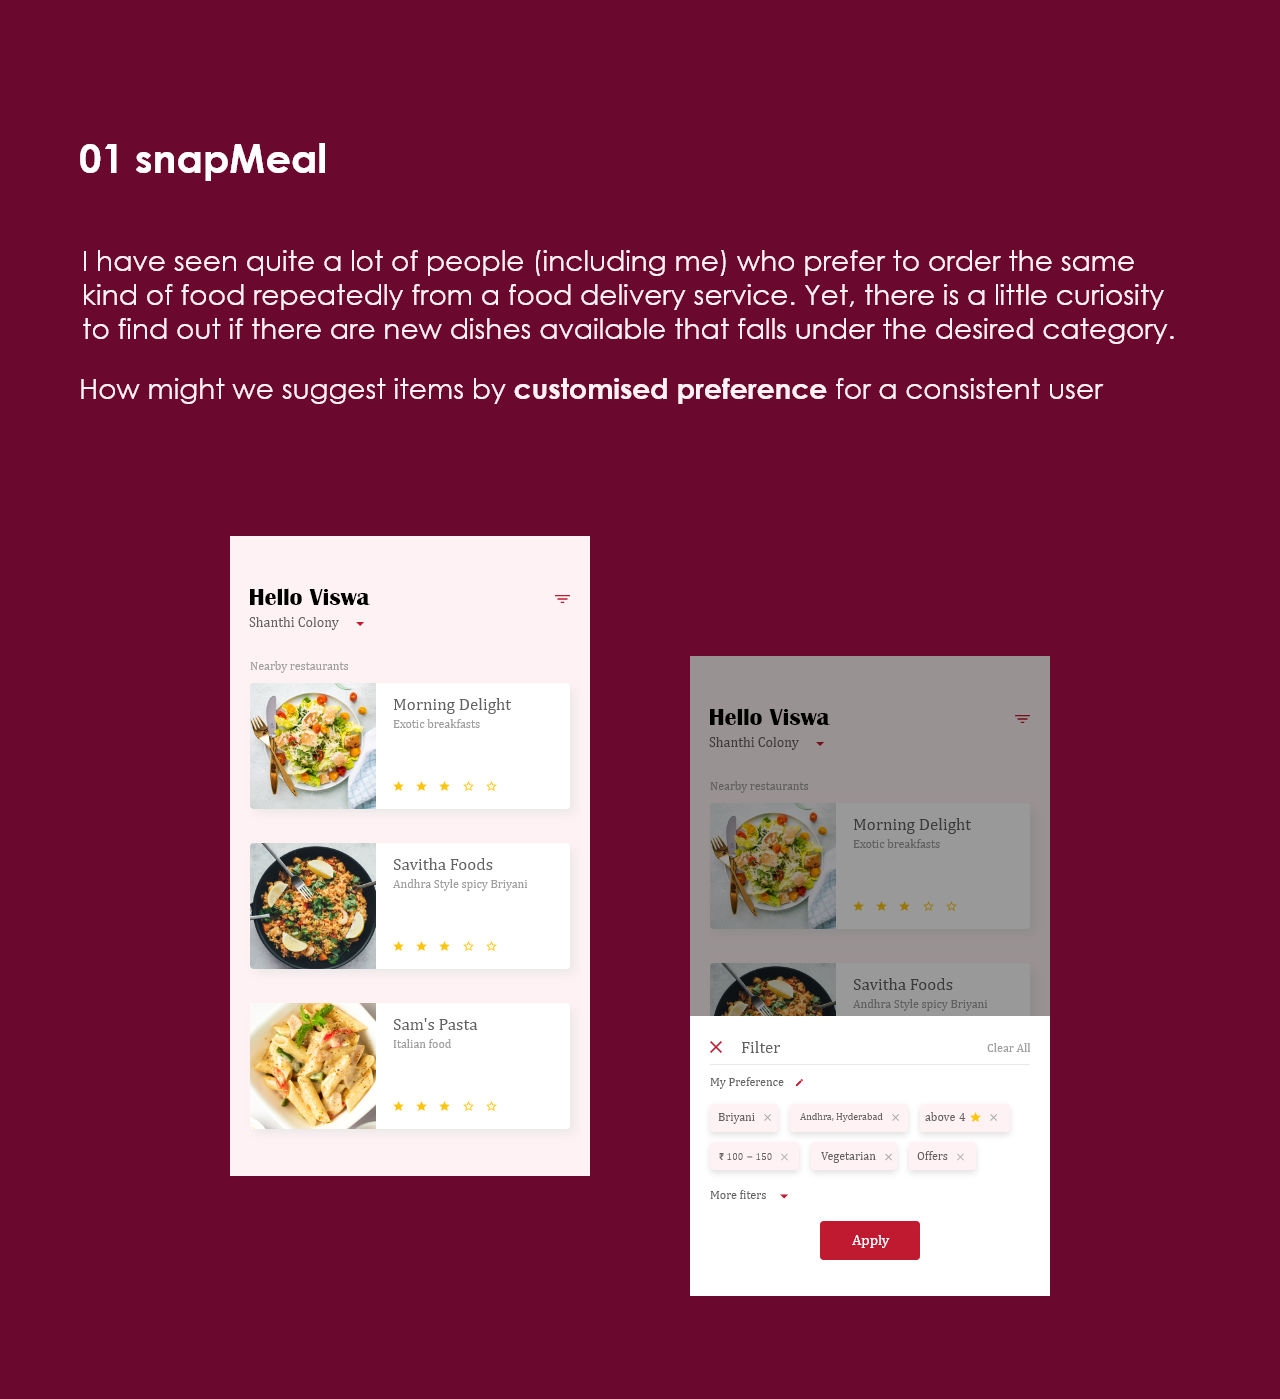 01 snapMeal
I have seen quite a lot of people (including me) who prefer to order the same
kind of food repeatedly from a food delivery service. Yet, there is a little curiosity
to find out if there are new dishes available that falls under the desired category.
How might we suggest items by customised preference for a consistent user
Hello Viswa
Shanthi Colony
Nearby restaurants
Morning Delight
Exotic breakfasts
Savitha Foods
Andhra Style spicy Briyani
Sam's Pasta
Italian food
Hello Viswa
Shanthi Colony
Nearby restaurants
Morning Delight
Exotic breakfasts
Savitha Foods
Andhra Style spicy Briyani
Filter Clear All
My Preference
Briyani Andhra, Hyderabad above 4
₹ 100 – 150 Vegetarian Offers
More fiters
Apply